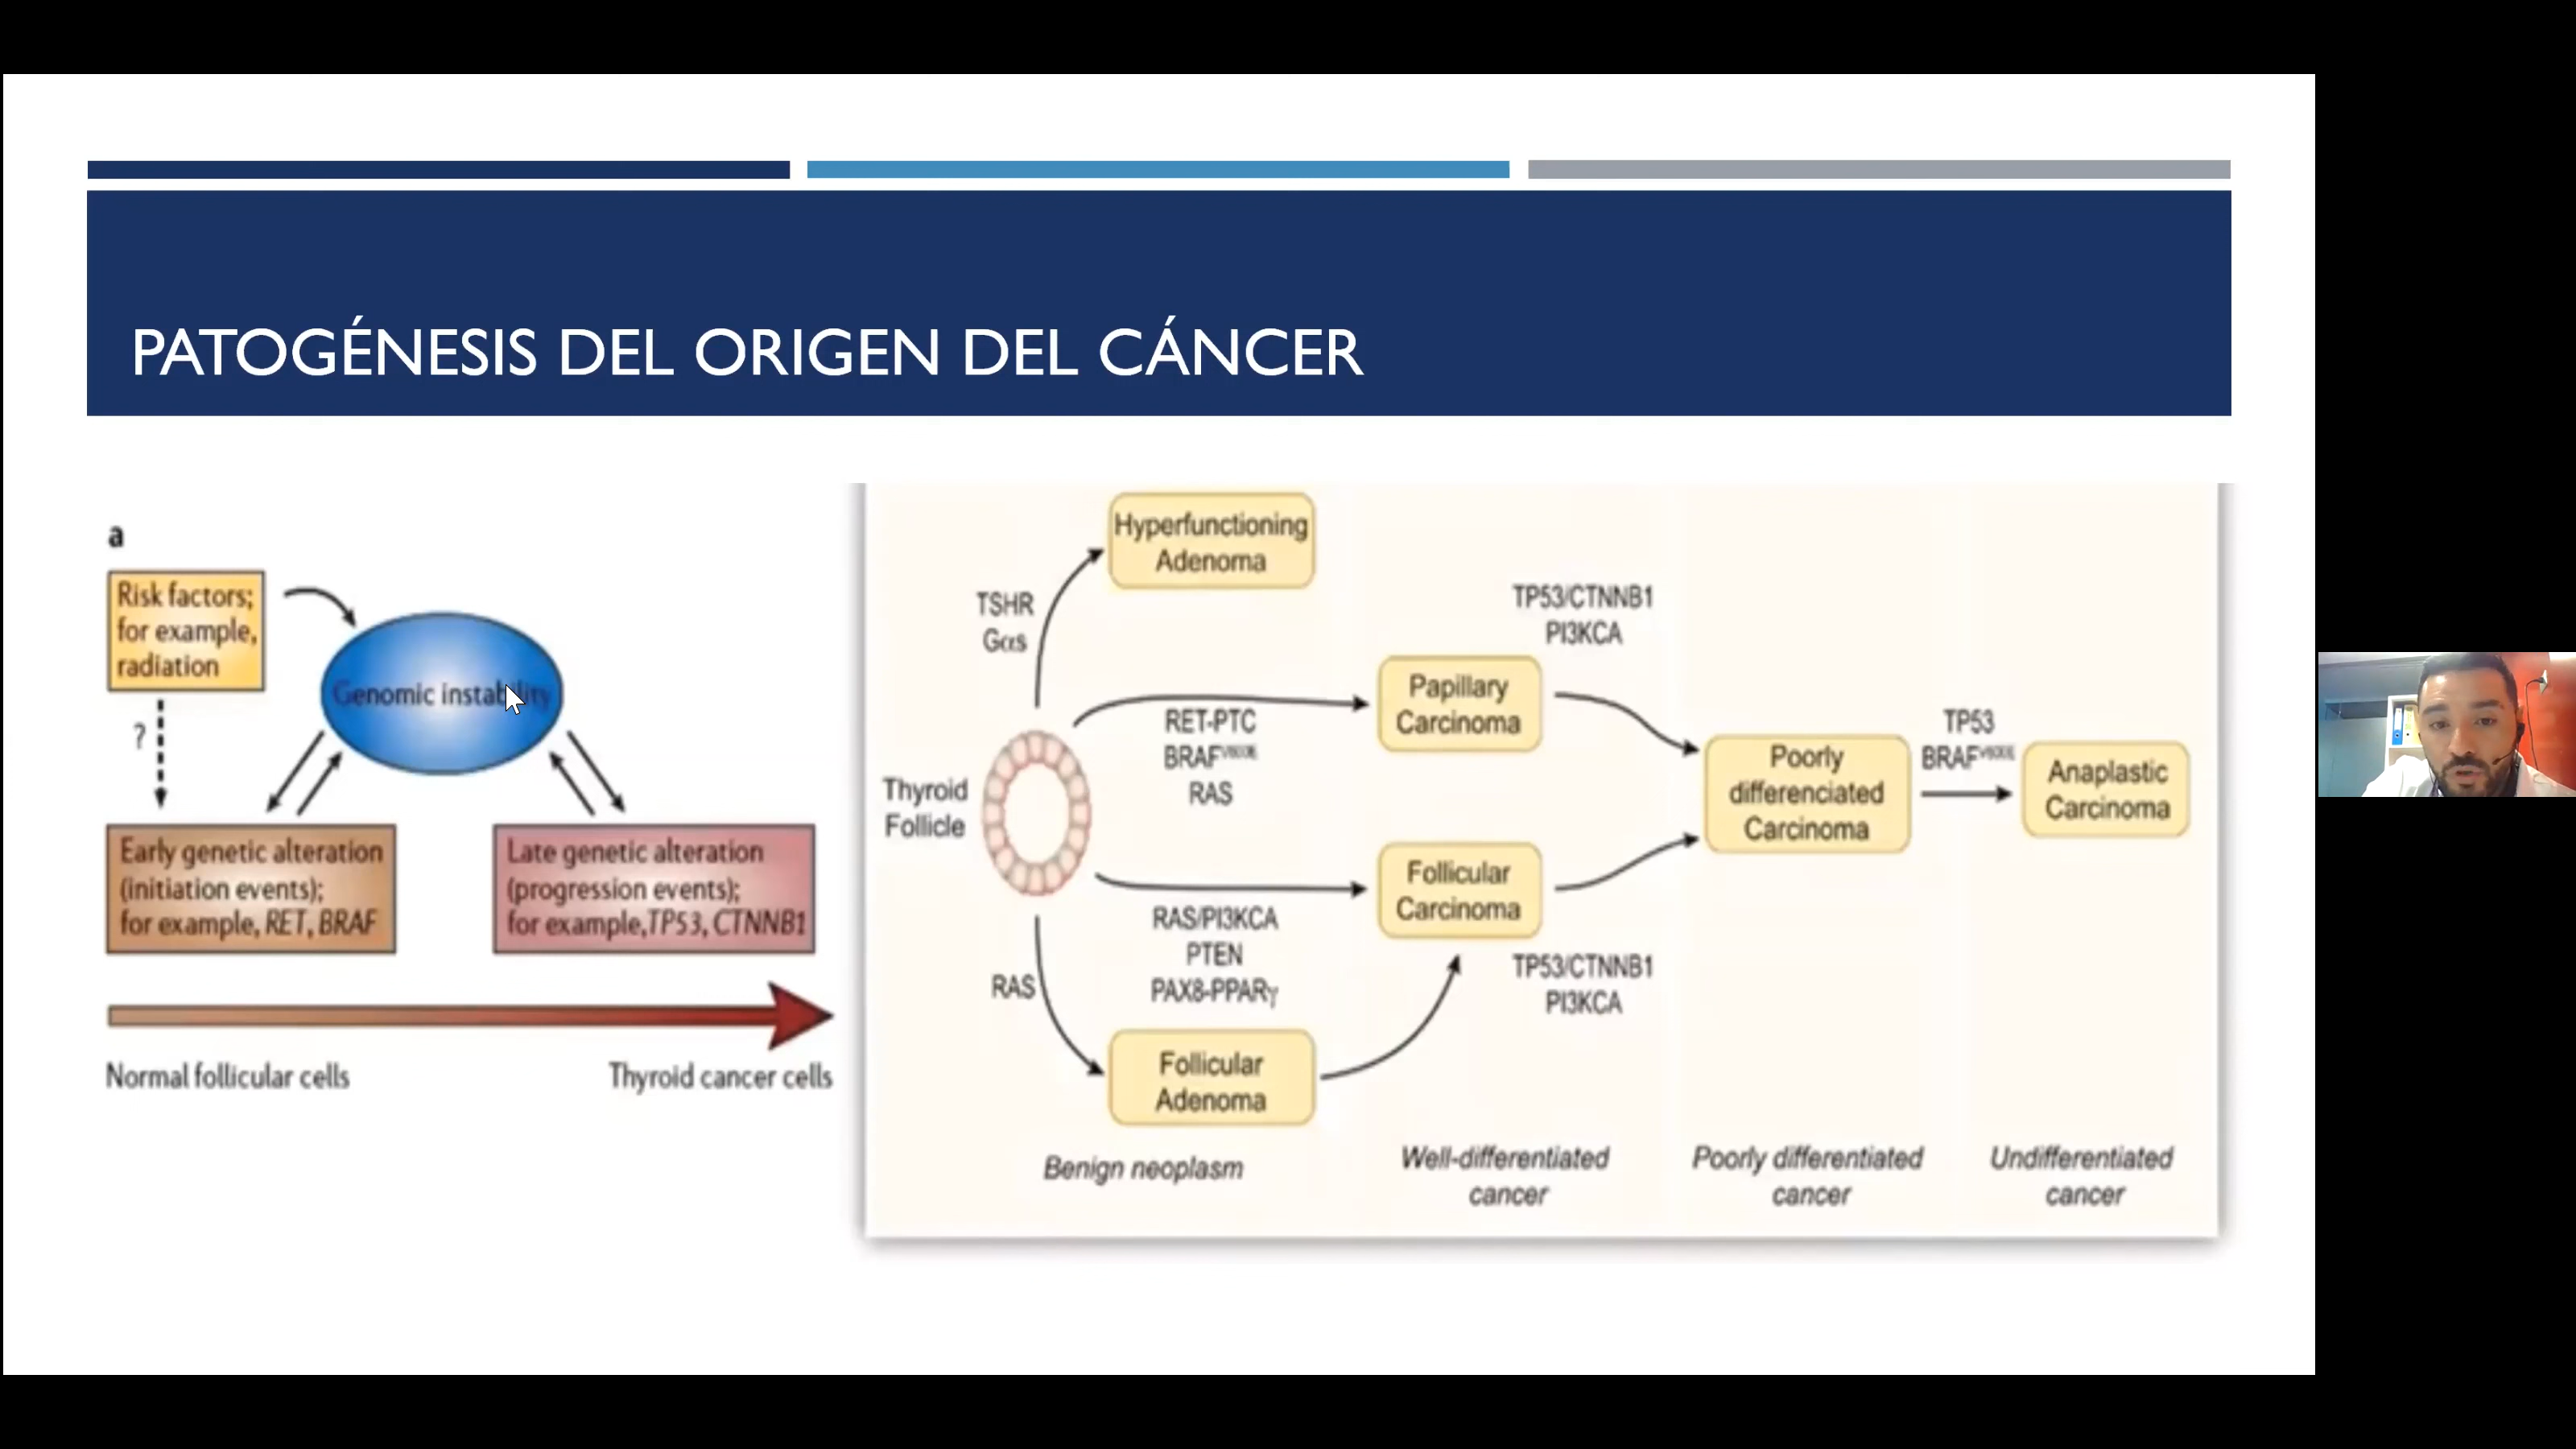 PATOGÉNESIS DEL ORIGEN DEL CÁNCER
a
Risk factors;
for example,
radiation
Genomic instability
?
Early genetic alteration
(initiation events);
for example, RET, BRAF
Late genetic alteration
(progression events);
for example, TP53, CTNNB1
Normal follicular cells
Thyroid cancer cells
Hyperfunctioning
Adenoma
TSHR
Gαs
TP53/CTNNB1
PI3KCA
Papillary
Carcinoma
RET-PTC
BRAFV600E
RAS
Thyroid
Follicle
Poorly
differenciated
Carcinoma
TP53
BRAFV600E
Anaplastic
Carcinoma
Follicular
Carcinoma
RAS/PI3KCA
PTEN
PAX8-PPARγ
TP53/CTNNB1
PI3KCA
RAS
Follicular
Adenoma
Benign neoplasm
Well-differentiated
cancer
Poorly differentiated
cancer
Undifferentiated
cancer